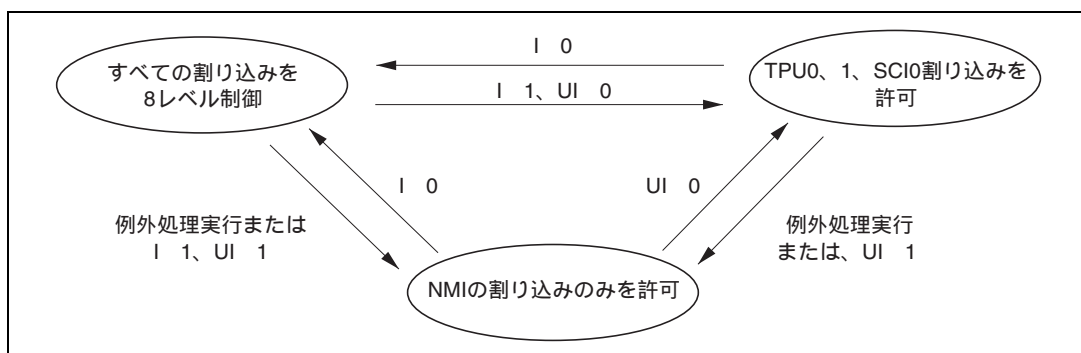 I 0
すべての割り込みを
8レベル制御
TPU0、1、SCI0割り込みを
許可
I 1、UI 0
I 0
UI 0
例外処理実行または
I 1、UI 1
例外処理実行
または、UI 1
NMIの割り込みのみを許可